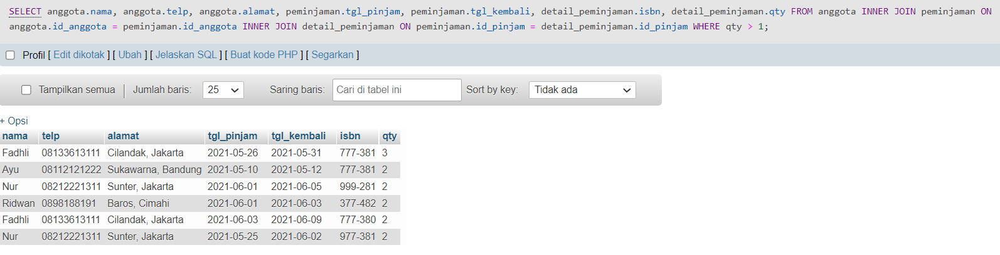 SELECT anggota.nama, anggota.telp, anggota.alamat, peminjaman.tgl_pinjam, peminjaman.tgl_kembali, detail_peminjaman.isbn, detail_peminjaman.qty FROM anggota INNER JOIN peminjaman ON
anggota.id_anggota = peminjaman.id_anggota INNER JOIN detail_peminjaman ON peminjaman.id_pinjam = detail_peminjaman.id_pinjam WHERE qty > 1;
Profil [ Edit dikotak ] [ Ubah ] [ Jelaskan SQL ] [ Buat kode PHP ] [ Segarkan ]
Tampilkan semua | Jumlah baris: 25 Saring baris: Cari di tabel ini Sort by key: Tidak ada
+ Opsi
nama telp alamat tgl_pinjam tgl_kembali isbn qty
Fadhli 08133613111 Cilandak, Jakarta 2021-05-26 2021-05-31 777-381 3
Ayu 08112121222 Sukawarna, Bandung 2021-05-10 2021-05-12 777-381 2
Nur 08212221311 Sunter, Jakarta 2021-06-01 2021-06-05 999-281 2
Ridwan 0898188191 Baros, Cimahi 2021-06-01 2021-06-03 377-482 2
Fadhli 08133613111 Cilandak, Jakarta 2021-06-03 2021-06-09 777-380 2
Nur 08212221311 Sunter, Jakarta 2021-05-25 2021-06-02 977-381 2